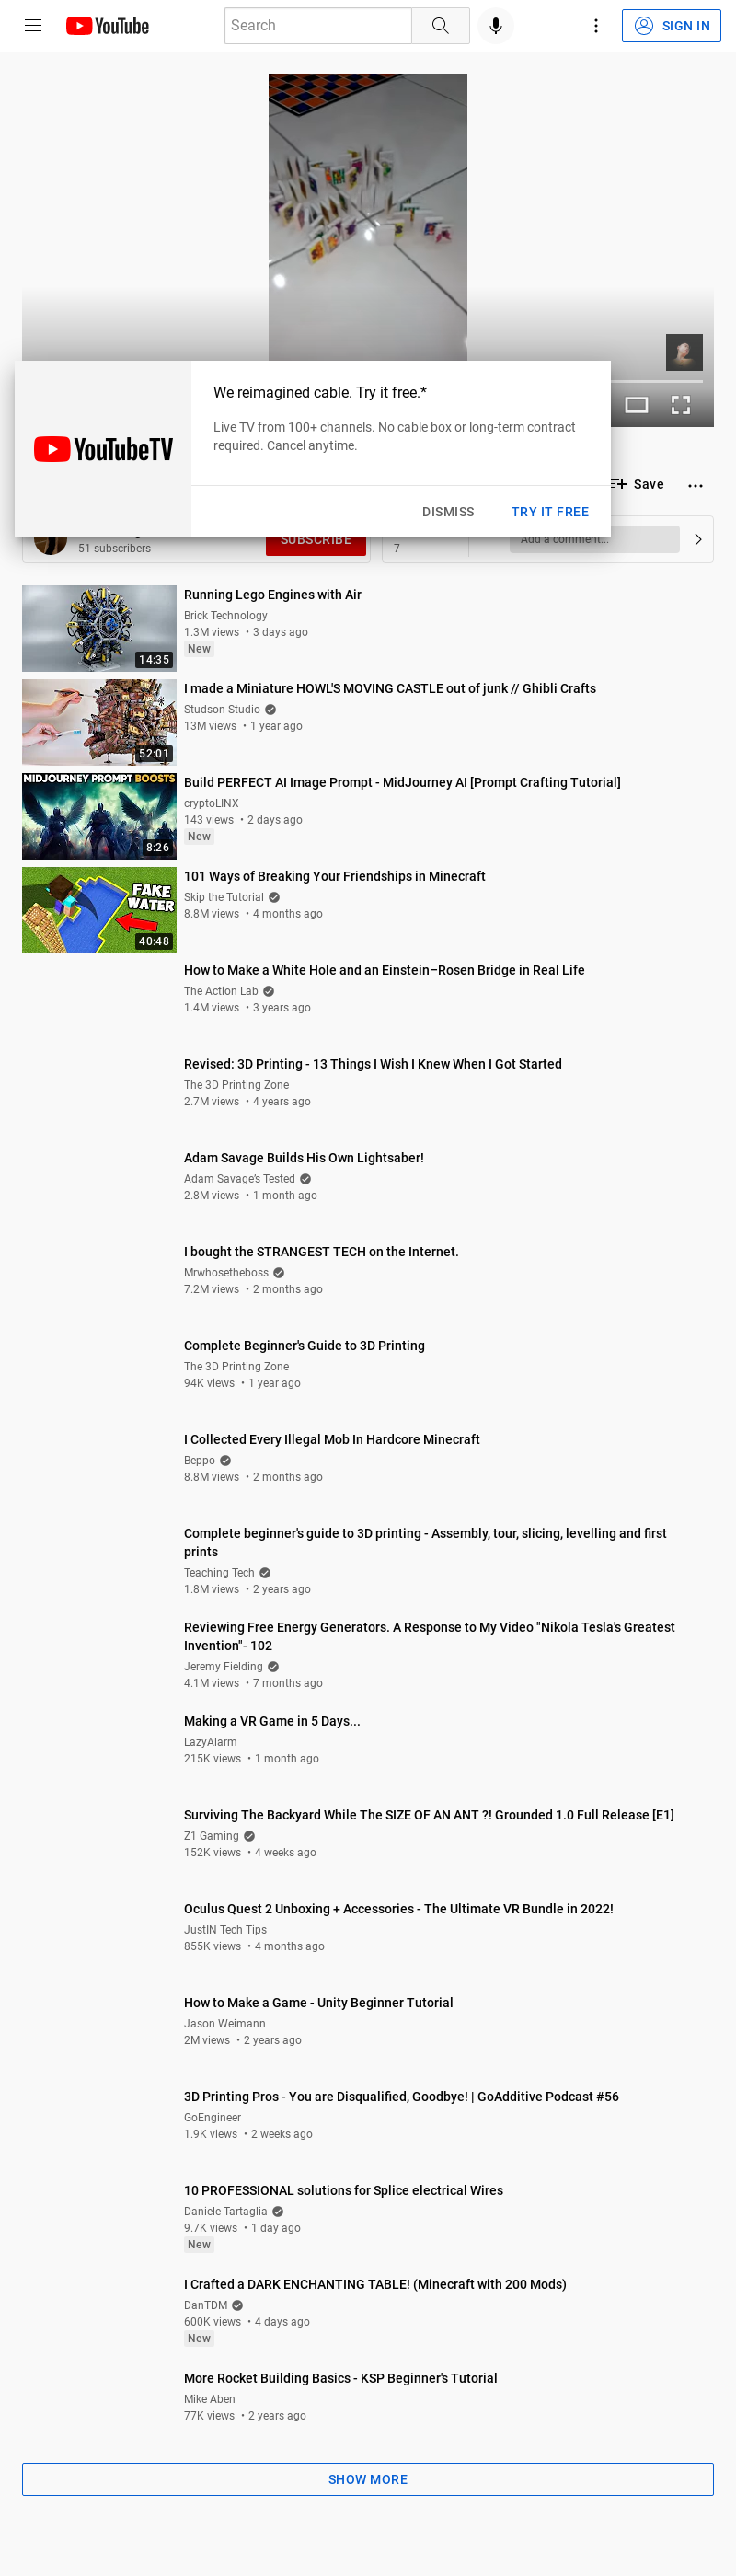 YouTube
Search
SIGN IN
We reimagined cable. Try it free.*
Live TV from 100+ channels. No cable box or long-term contract
required. Cancel anytime.
YouTubeTV
DISMISS
TRY IT FREE
Save
51 subscribers
SUBSCRIBE
7
Add a comment...
Running Lego Engines with Air
Brick Technology
1.3M views • 3 days ago
New
14:35
I made a Miniature HOWL'S MOVING CASTLE out of junk // Ghibli Crafts
Studson Studio
13M views • 1 year ago
52:01
MIDJOURNEY PROMPT BOOSTS
Build PERFECT AI Image Prompt - MidJourney AI [Prompt Crafting Tutorial]
cryptoLINX
143 views • 2 days ago
New
8:26
101 Ways of Breaking Your Friendships in Minecraft
Skip the Tutorial
8.8M views • 4 months ago
FAKE
WATER
40:48
How to Make a White Hole and an Einstein–Rosen Bridge in Real Life
The Action Lab
1.4M views • 3 years ago
Revised: 3D Printing - 13 Things I Wish I Knew When I Got Started
The 3D Printing Zone
2.7M views • 4 years ago
Adam Savage Builds His Own Lightsaber!
Adam Savage's Tested
2.8M views • 1 month ago
I bought the STRANGEST TECH on the Internet.
Mrwhosetheboss
7.2M views • 2 months ago
Complete Beginner's Guide to 3D Printing
The 3D Printing Zone
94K views • 1 year ago
I Collected Every Illegal Mob In Hardcore Minecraft
Beppo
8.8M views • 2 months ago
Complete beginner's guide to 3D printing - Assembly, tour, slicing, levelling and first
prints
Teaching Tech
1.8M views • 2 years ago
Reviewing Free Energy Generators. A Response to My Video "Nikola Tesla's Greatest
Invention"- 102
Jeremy Fielding
4.1M views • 7 months ago
Making a VR Game in 5 Days...
LazyAlarm
215K views • 1 month ago
Surviving The Backyard While The SIZE OF AN ANT ?! Grounded 1.0 Full Release [E1]
Z1 Gaming
152K views • 4 weeks ago
Oculus Quest 2 Unboxing + Accessories - The Ultimate VR Bundle in 2022!
JustIN Tech Tips
855K views • 4 months ago
How to Make a Game - Unity Beginner Tutorial
Jason Weimann
2M views • 2 years ago
3D Printing Pros - You are Disqualified, Goodbye! | GoAdditive Podcast #56
GoEngineer
1.9K views • 2 weeks ago
10 PROFESSIONAL solutions for Splice electrical Wires
Daniele Tartaglia
9.7K views • 1 day ago
New
I Crafted a DARK ENCHANTING TABLE! (Minecraft with 200 Mods)
DanTDM
600K views • 4 days ago
New
More Rocket Building Basics - KSP Beginner's Tutorial
Mike Aben
77K views • 2 years ago
SHOW MORE